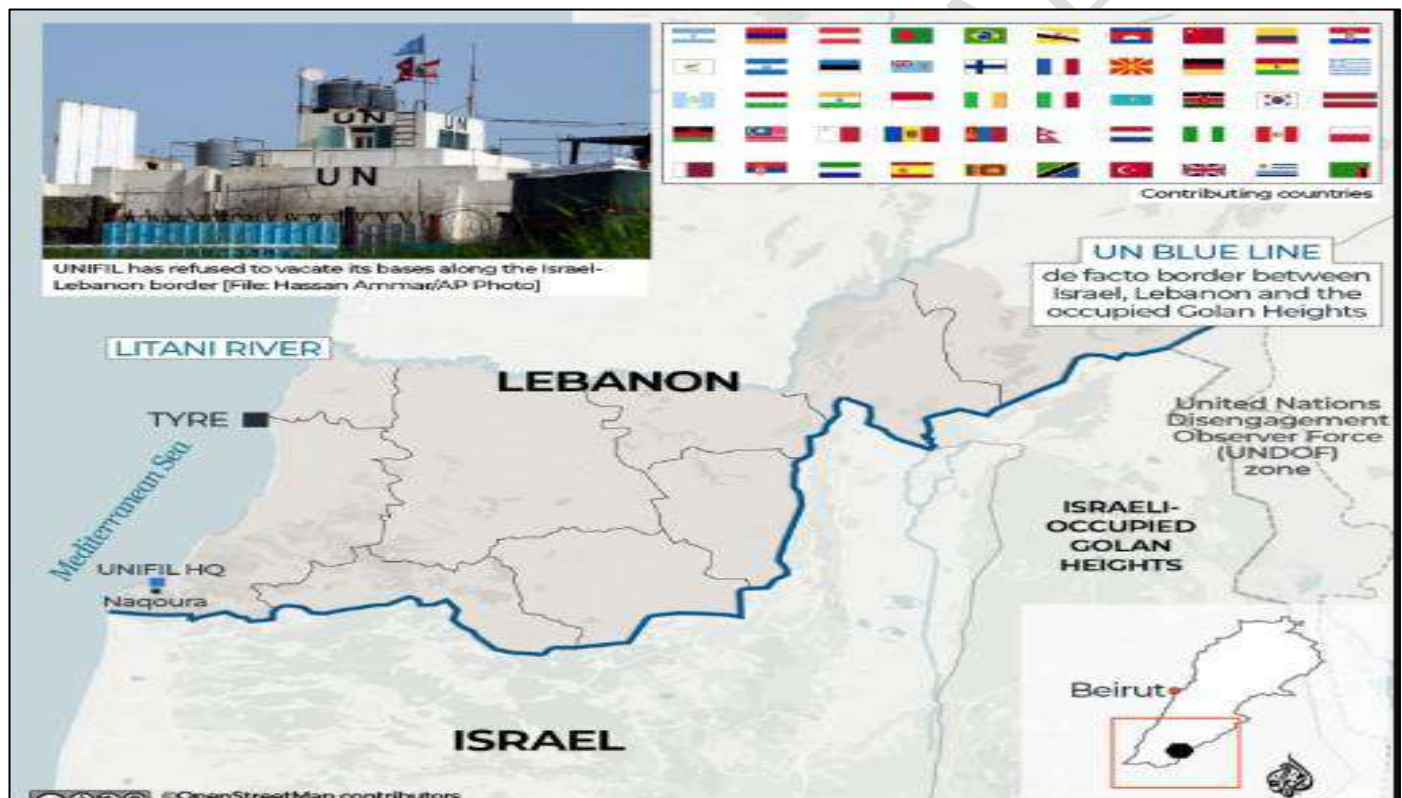 UN
UN
UN
UNIFIL has refused to vacate its bases along the Israel-
Lebanon border [File: Hassan Ammar/AP Photo]
Contributing countries
UN BLUE LINE
de facto border between
Israel, Lebanon and the
occupied Golan Heights
LITANI RIVER
LEBANON
TYRE
United Nations
Disengagement
Observer Force
(UNDOF)
zone
Mediterranean Sea
ISRAELI-
OCCUPIED
GOLAN
HEIGHTS
UNIFIL HQ
Naqoura
Beirut
ISRAEL
©OpenStreetMap contributors